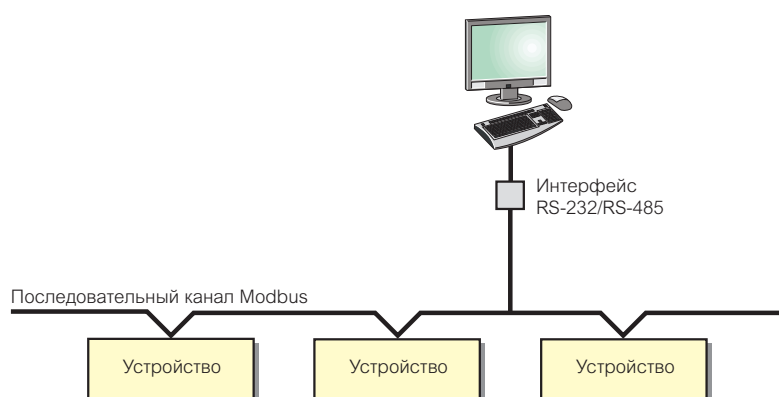 Интерфейс
RS-232/RS-485
Последовательный канал Modbus
Устройство
Устройство
Устройство